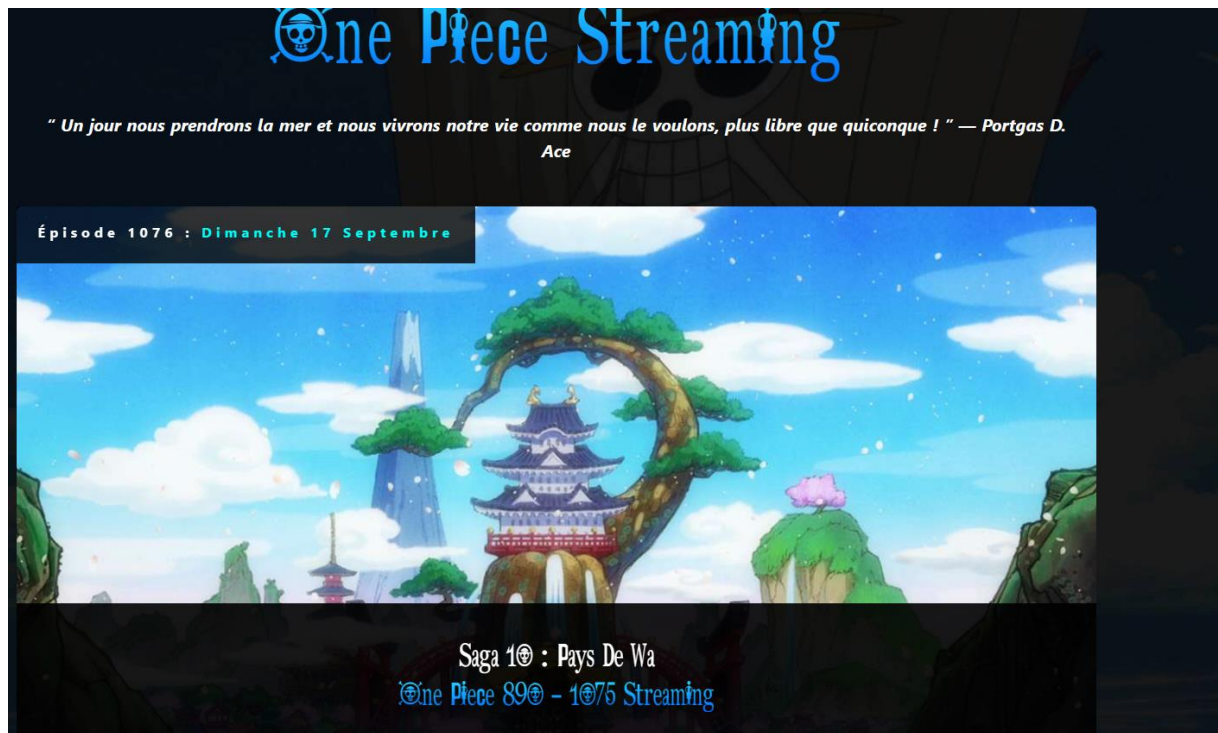 One Piece Streaming
“ Un jour nous prendrons la mer et nous vivrons notre vie comme nous le voulons, plus libre que quiconque ! ” — Portgas D.
Ace
Épisode 1076 : Dimanche 17 Septembre
Saga 10 : Pays De Wa
One Piece 890 – 1075 Streaming